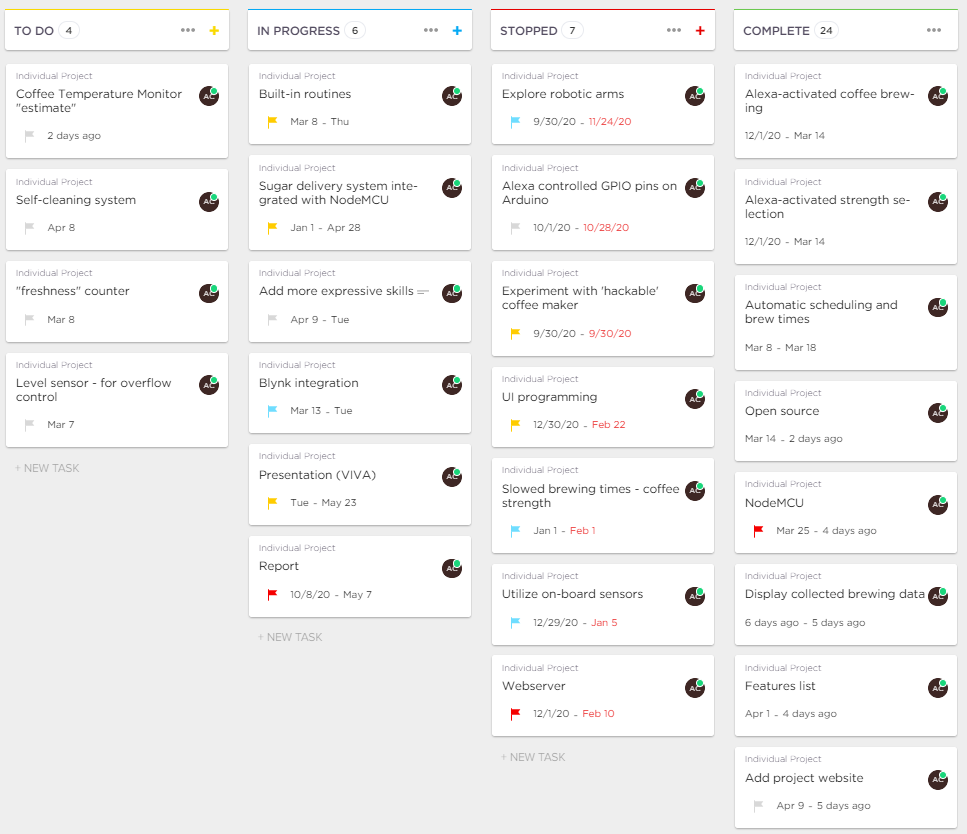 TO DO 4
Individual Project
Coffee Temperature Monitor
"estimate"
AC
2 days ago
Individual Project
Self-cleaning system
AC
Apr 8
Individual Project
"freshness" counter
AC
Mar 8
Individual Project
Level sensor - for overflow
control
AC
Mar 7
+ NEW TASK
IN PROGRESS 6
Individual Project
Built-in routines
AC
Mar 8 - Thu
Individual Project
Sugar delivery system inte-
grated with NodeMCU
AC
Jan 1 - Apr 28
Individual Project
Add more expressive skills
AC
Apr 9 - Tue
Individual Project
Blynk integration
AC
Mar 13 - Tue
Individual Project
Presentation (VIVA)
AC
Tue - May 23
Individual Project
Report
AC
10/8/20 - May 7
+ NEW TASK
STOPPED 7
Individual Project
Explore robotic arms
AC
9/30/20 - 11/24/20
Individual Project
Alexa controlled GPIO pins on
Arduino
AC
10/1/20 - 10/28/20
Individual Project
Experiment with 'hackable'
coffee maker
AC
9/30/20 - 9/30/20
Individual Project
UI programming
AC
12/30/20 - Feb 22
Individual Project
Slowed brewing times - coffee
strength
AC
Jan 1 - Feb 1
Individual Project
Utilize on-board sensors
AC
12/29/20 - Jan 5
Individual Project
Webserver
AC
12/1/20 - Feb 10
+ NEW TASK
COMPLETE 24
Individual Project
Alexa-activated coffee brew-
ing
AC
12/1/20 - Mar 14
Individual Project
Alexa-activated strength se-
lection
AC
12/1/20 - Mar 14
Individual Project
Automatic scheduling and
brew times
AC
Mar 8 - Mar 18
Individual Project
Open source
AC
Mar 14 - 2 days ago
Individual Project
NodeMCU
AC
Mar 25 - 4 days ago
Individual Project
Display collected brewing data
AC
6 days ago - 5 days ago
Individual Project
Features list
AC
Apr 1 - 4 days ago
Individual Project
Add project website
AC
Apr 9 - 5 days ago